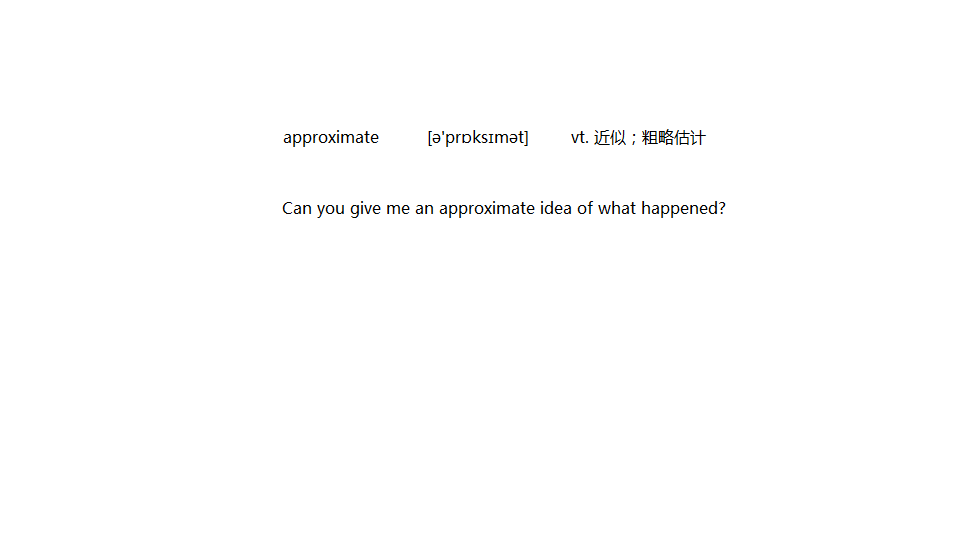 approximate [ə'prɒksɪmət] vt. 近似；粗略估计
Can you give me an approximate idea of what happened?